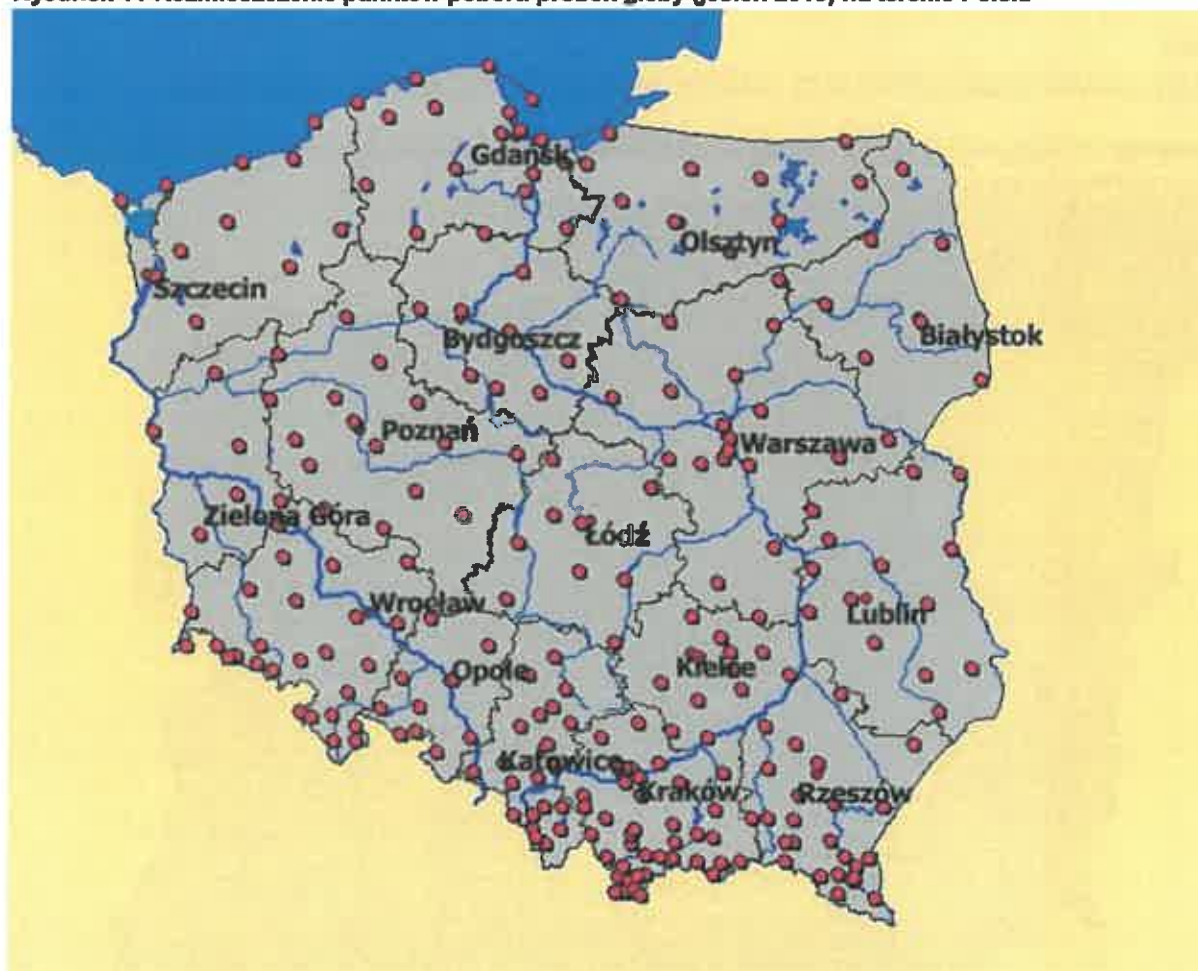 Gdańsk
Olsztyn
Szczecin
Bydgoszcz
Białystok
Poznań
Warszawa
Zielona Góra
Łódź
Wrocław
Lublin
Opole
Kielce
Katowice
Kraków
Rzeszów